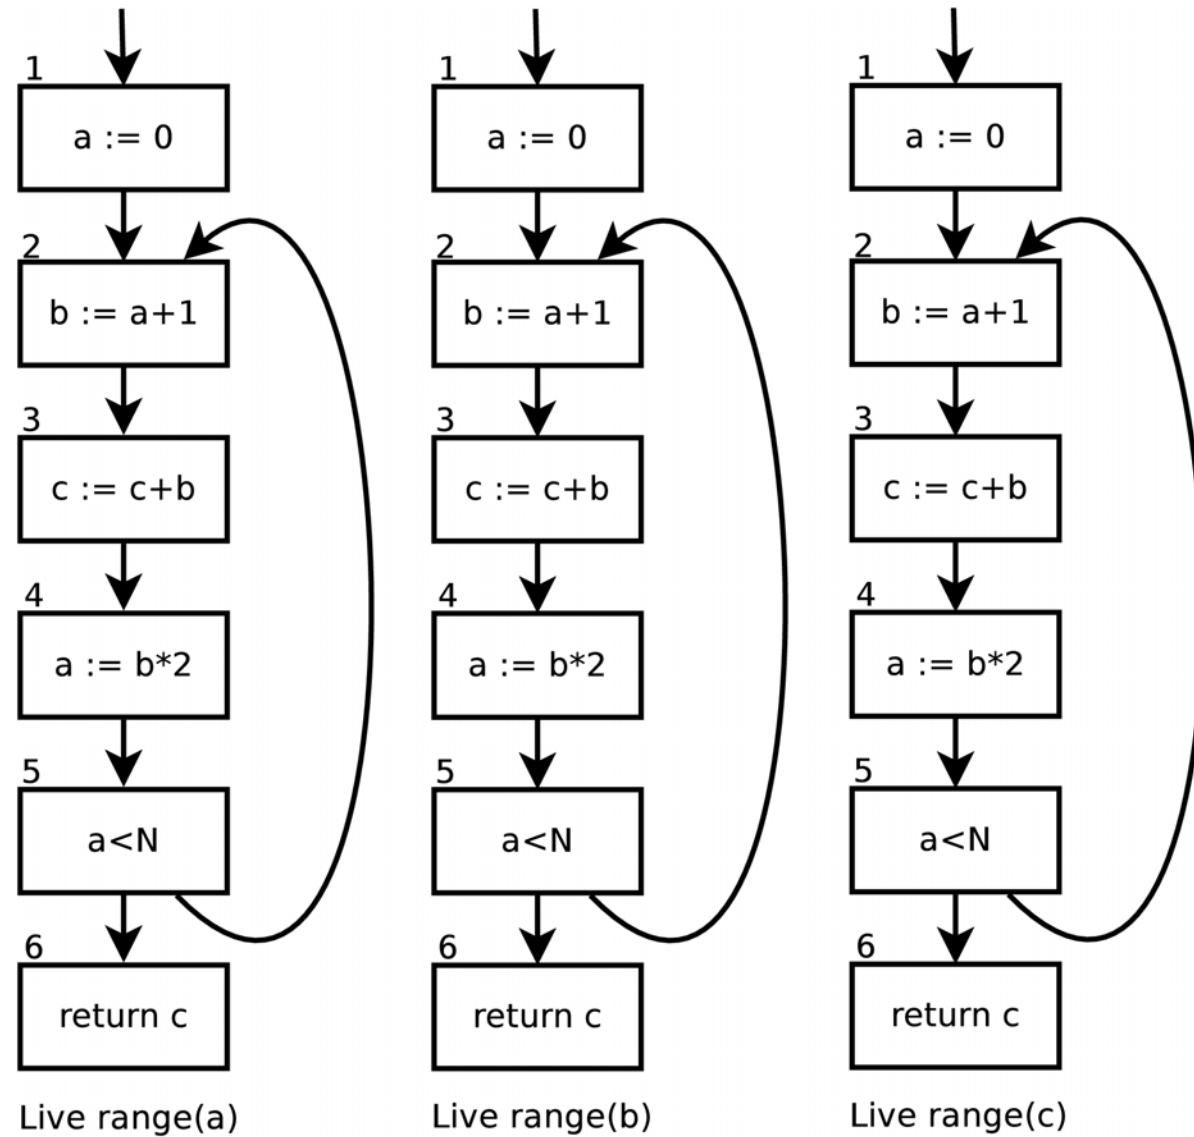 1
a := 0
2
b := a+1
3
c := c+b
4
a := b*2
5
a<N
6
return c
Live range(a)
1
a := 0
2
b := a+1
3
c := c+b
4
a := b*2
5
a<N
6
return c
Live range(b)
1
a := 0
2
b := a+1
3
c := c+b
4
a := b*2
5
a<N
6
return c
Live range(c)